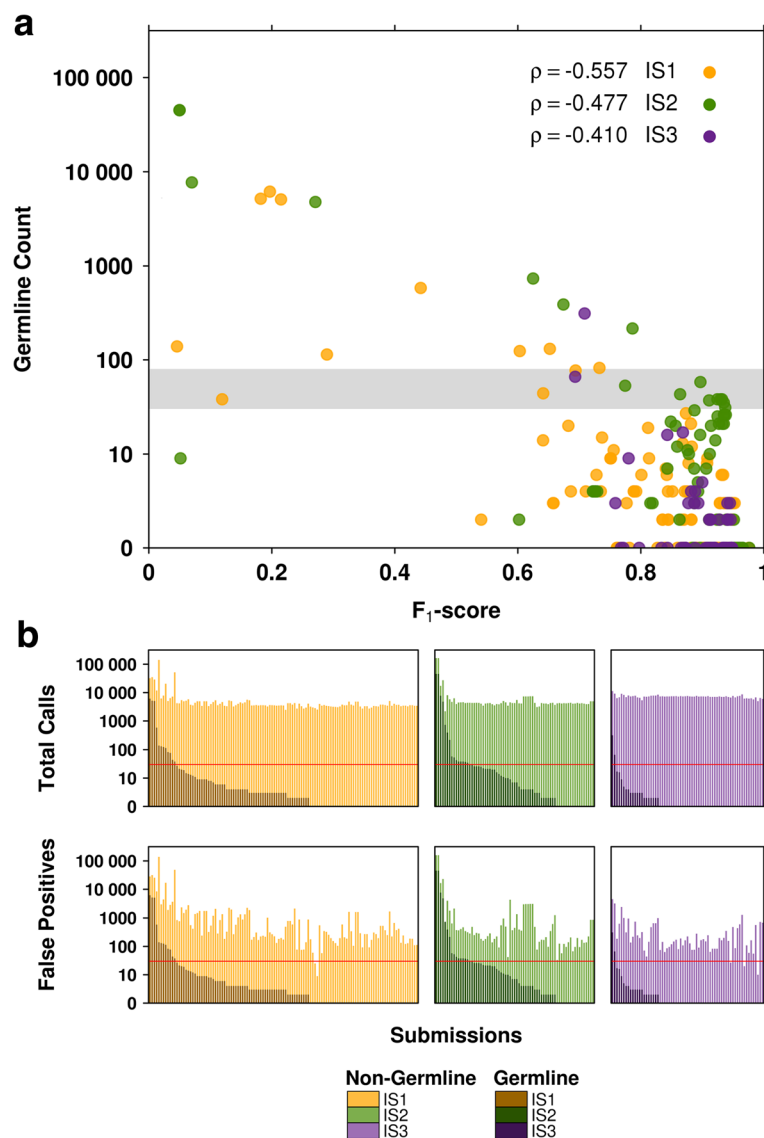 a
100 000
10 000
1000
100
10
0
Germline Count
ρ = -0.557 IS1
ρ = -0.477 IS2
ρ = -0.410 IS3
0 0.2 0.4 0.6 0.8 1
F₁-score
b
Total Calls
100 000
10 000
1000
100
10
0
False Positives
100 000
10 000
1000
100
10
0
Submissions
Non-Germline Germline
IS1 IS1
IS2 IS2
IS3 IS3